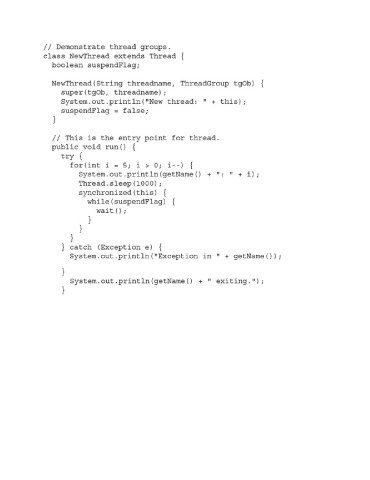 // Demonstrate thread groups.
class NewThread extends Thread {
  boolean suspendFlag;

  NewThread(String threadname, ThreadGroup tgOb) {
    super(tgOb, threadname);
    System.out.println("New thread: " + this);
    suspendFlag = false;
  }

  // This is the entry point for thread.
  public void run() {
    try {
      for(int i = 5; i > 0; i--) {
        System.out.println(getName() + ": " + i);
        Thread.sleep(1000);
        synchronized(this) {
          while(suspendFlag) {
            wait();
          }
        }
      }
    } catch (Exception e) {
      System.out.println("Exception in " + getName());

    }
      System.out.println(getName() + " exiting.");
    }